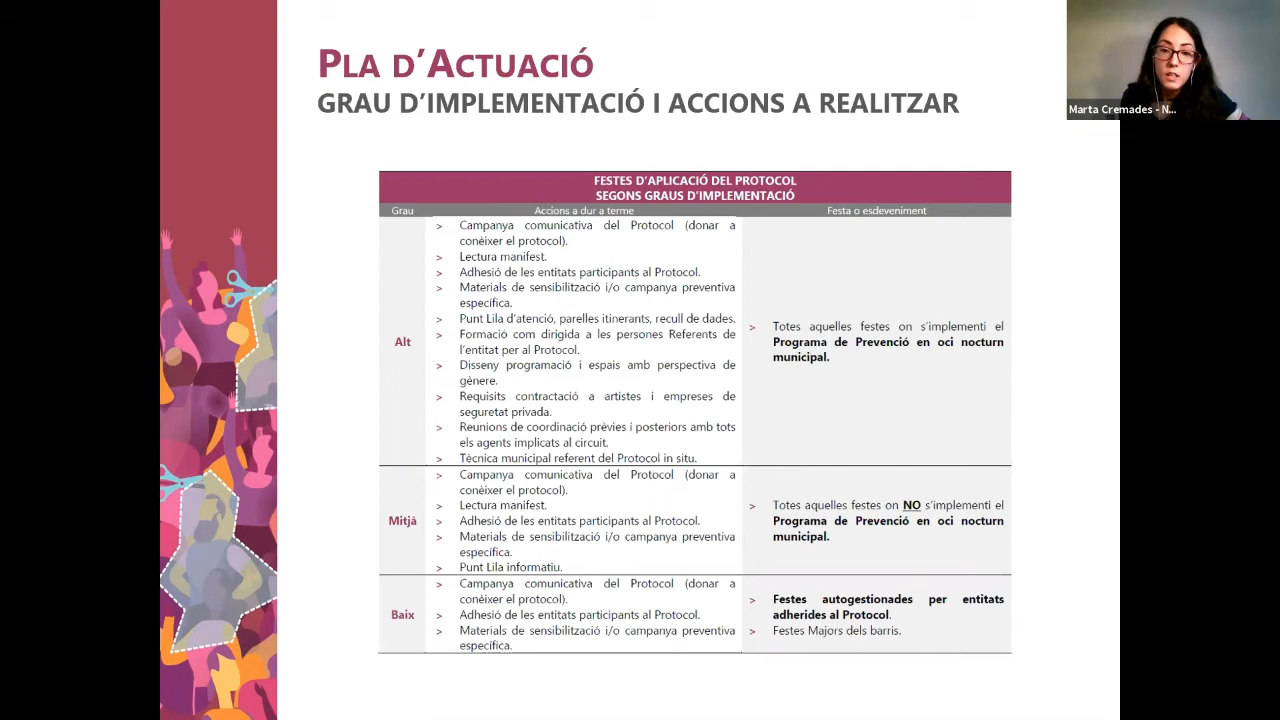 PLA D'ACTUACIÓ
GRAU D'IMPLEMENTACIÓ I ACCIONS A REALITZAR
Marta Cremades - N...
FESTES D'APLICACIÓ DEL PROTOCOL
SEGONS GRAUS D'IMPLEMENTACIÓ
Grau Accions a dur a terme Festa o esdeveniment
Alt
> Campanya comunicativa del Protocol (donar a
conèixer el protocol).
> Lectura manifest.
> Adhesió de les entitats participants al Protocol.
> Materials de sensibilització i/o campanya preventiva
específica.
> Punt Lila d'atenció, parelles itinerants, recull de dades.
> Formació com dirigida a les persones Referents de
l'entitat per al Protocol.
> Disseny programació i espais amb perspectiva de
gènere.
> Requisits contractació a artistes i empreses de
seguretat privada.
> Reunions de coordinació prèvies i posteriors amb tots
els agents implicats al circuit.
> Tècnica municipal referent del Protocol in situ.
> Totes aquelles festes on s'implementi el
Programa de Prevenció en oci nocturn
municipal.
Mitjà
> Campanya comunicativa del Protocol (donar a
conèixer el protocol).
> Lectura manifest.
> Adhesió de les entitats participants al Protocol.
> Materials de sensibilització i/o campanya preventiva
específica.
> Punt Lila informatiu.
> Totes aquelles festes on NO s'implementi el
Programa de Prevenció en oci nocturn
municipal.
Baix
> Campanya comunicativa del Protocol (donar a
conèixer el protocol).
> Adhesió de les entitats participants al Protocol.
> Materials de sensibilització i/o campanya preventiva
específica.
> Festes autogestionades per entitats
adherides al Protocol.
> Festes Majors dels barris.